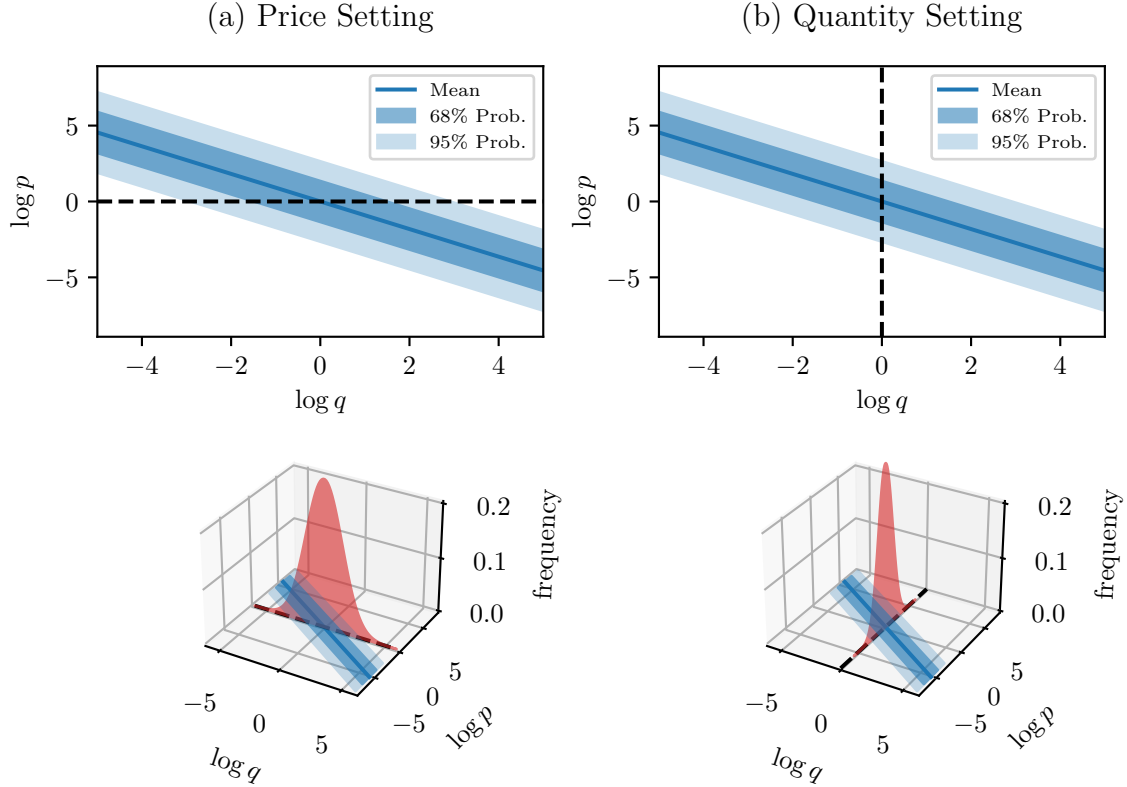 (a) Price Setting
(b) Quantity Setting
Mean
68% Prob.
95% Prob.
5
0
−5
log p
−4
−2
0
2
4
log q
Mean
68% Prob.
95% Prob.
5
0
−5
log p
−4
−2
0
2
4
log q
0.2
0.1
0.0
frequency
−5
0
5
log q
5
0
−5
log p
0.2
0.1
0.0
frequency
−5
0
5
log q
5
0
−5
log p